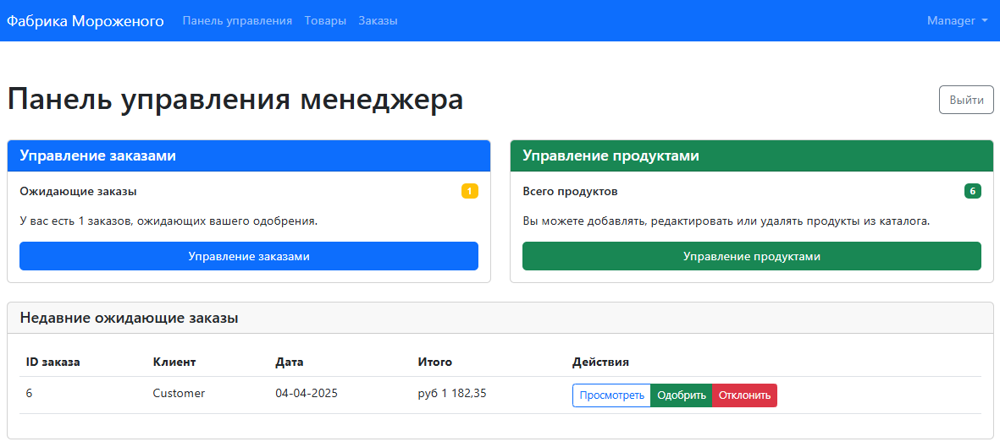 Фабрика Мороженого Панель управления Товары Заказы Manager
Панель управления менеджера
Выйти
Управление заказами
Ожидающие заказы 1
У вас есть 1 заказов, ожидающих вашего одобрения.
Управление заказами
Управление продуктами
Всего продуктов 6
Вы можете добавлять, редактировать или удалять продукты из каталога.
Управление продуктами
Недавние ожидающие заказы
ID заказа Клиент Дата Итого Действия
6 Customer 04-04-2025 руб 1 182,35 Просмотреть Одобрить Отклонить